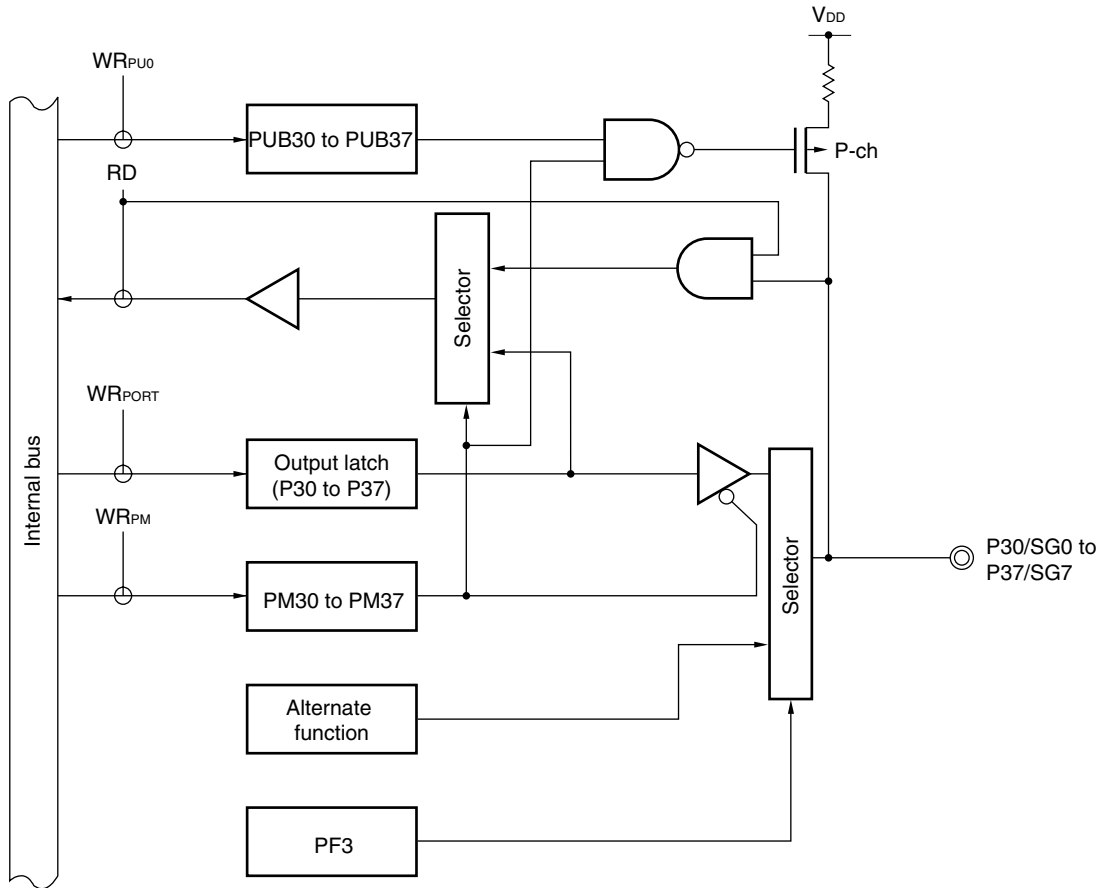 VDD
WRPU0
PUB30 to PUB37
P-ch
RD
Selector
WRPORT
Internal bus
Output latch
(P30 to P37)
WRPM
P30/SG0 to
P37/SG7
Selector
PM30 to PM37
Alternate
function
PF3